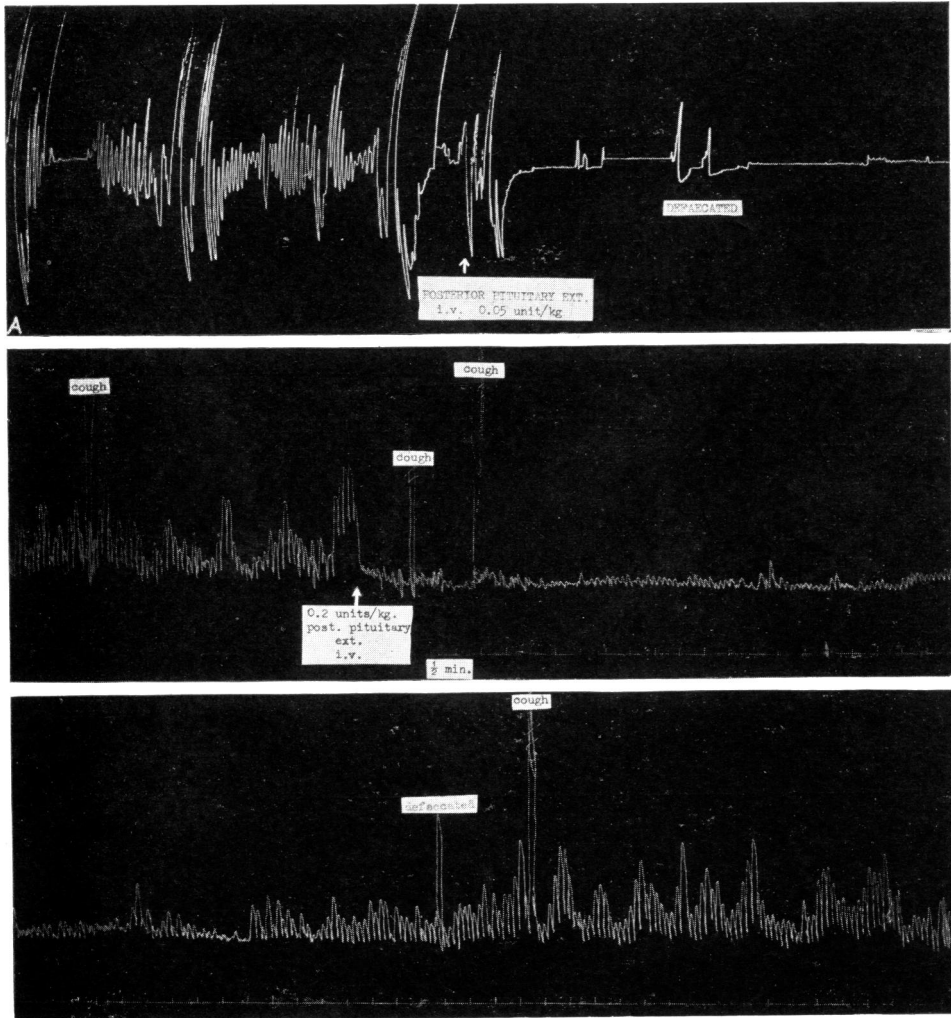 DEFAECATED
POSTERIOR PITUITARY EXT.
i.v. 0.05 unit/kg
A
cough
cough
cough
0.2 units/kg.
post. pituitary
ext.
i.v.
½ min.
cough
defaecated